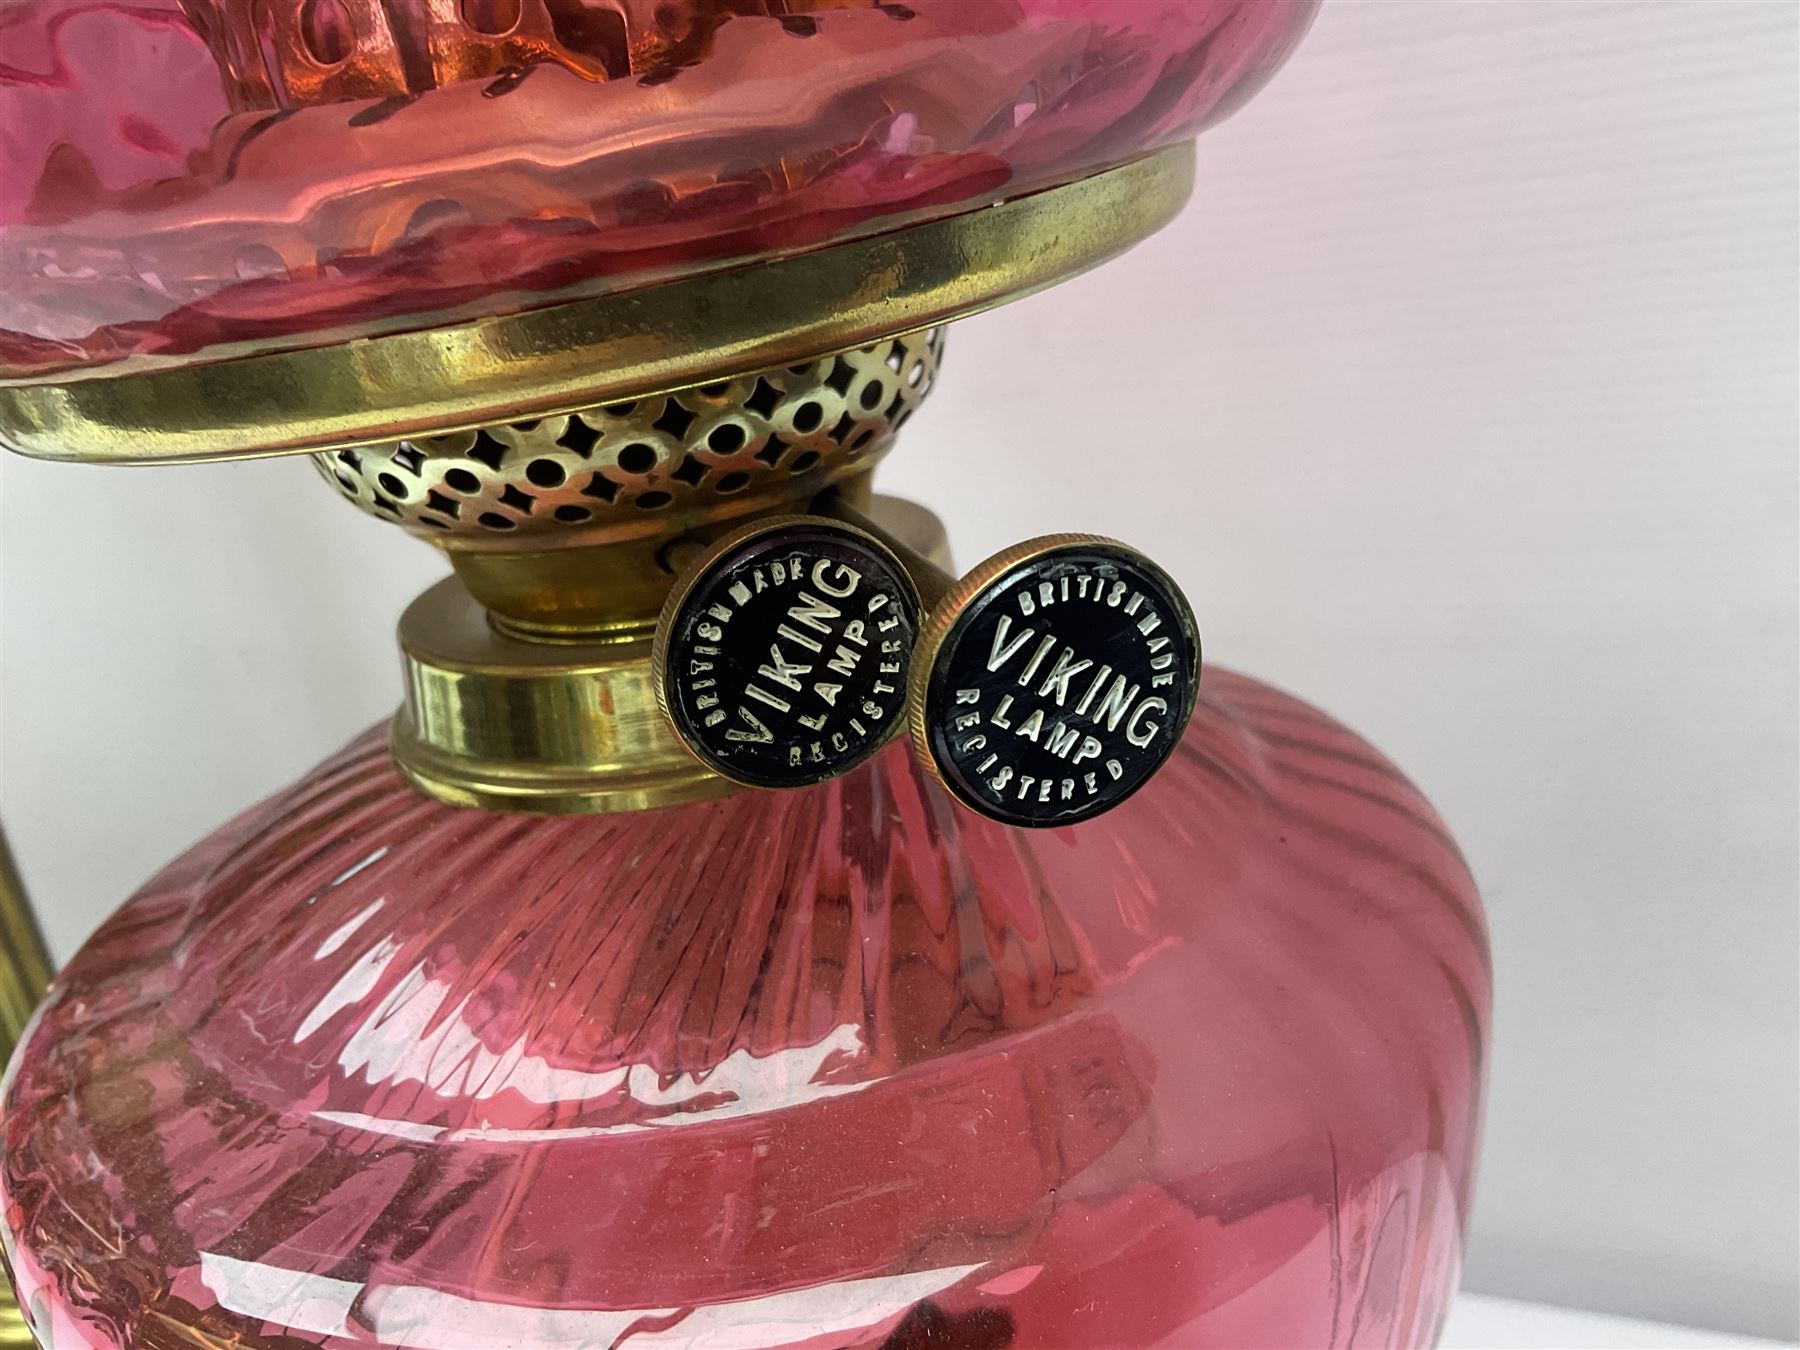 BRITISH MADE
VIKING
LAMP
REGISTERED
BRITISH MADE
VIKING
LAMP
REGISTERED